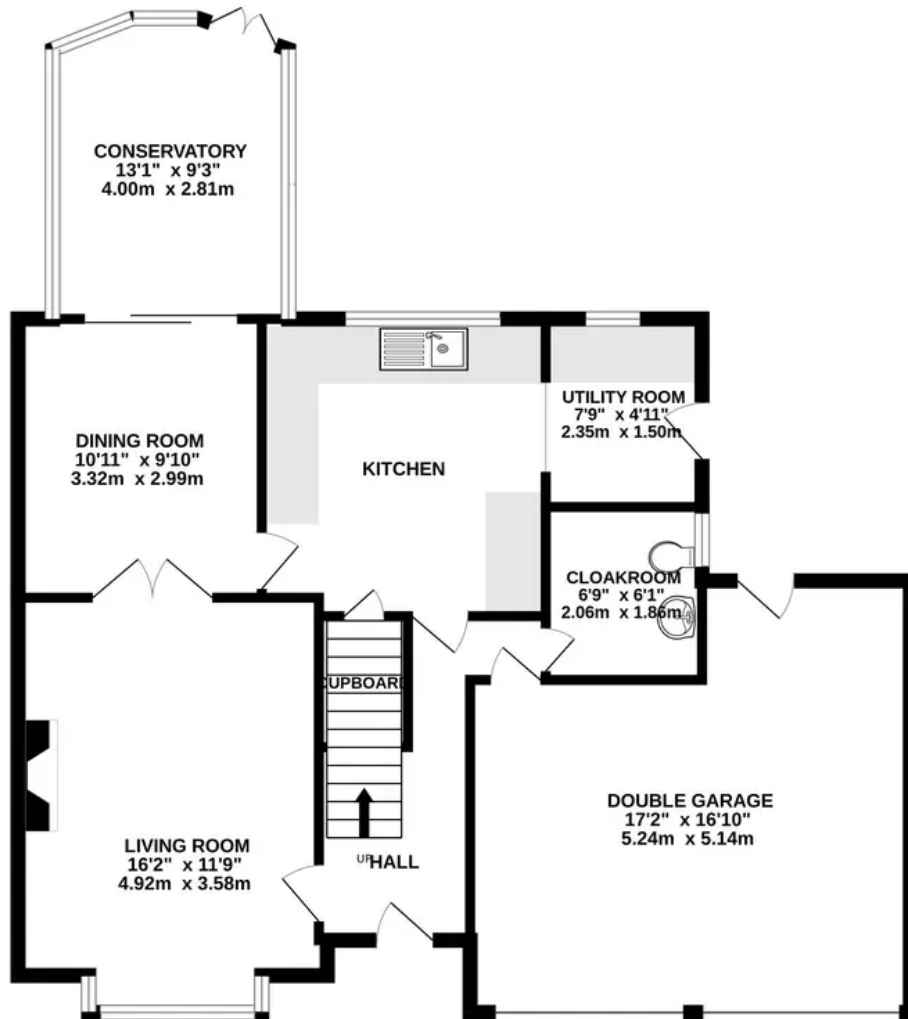 CONSERVATORY
13'1" x 9'3"
4.00m x 2.81m
DINING ROOM
10'11" x 9'10"
3.32m x 2.99m
KITCHEN
UTILITY ROOM
7'9" x 4'11"
2.35m x 1.50m
CLOAKROOM
6'9" x 6'1"
2.06m x 1.86m
CUPBOARD
LIVING ROOM
16'2" x 11'9"
4.92m x 3.58m
UP
HALL
DOUBLE GARAGE
17'2" x 16'10"
5.24m x 5.14m